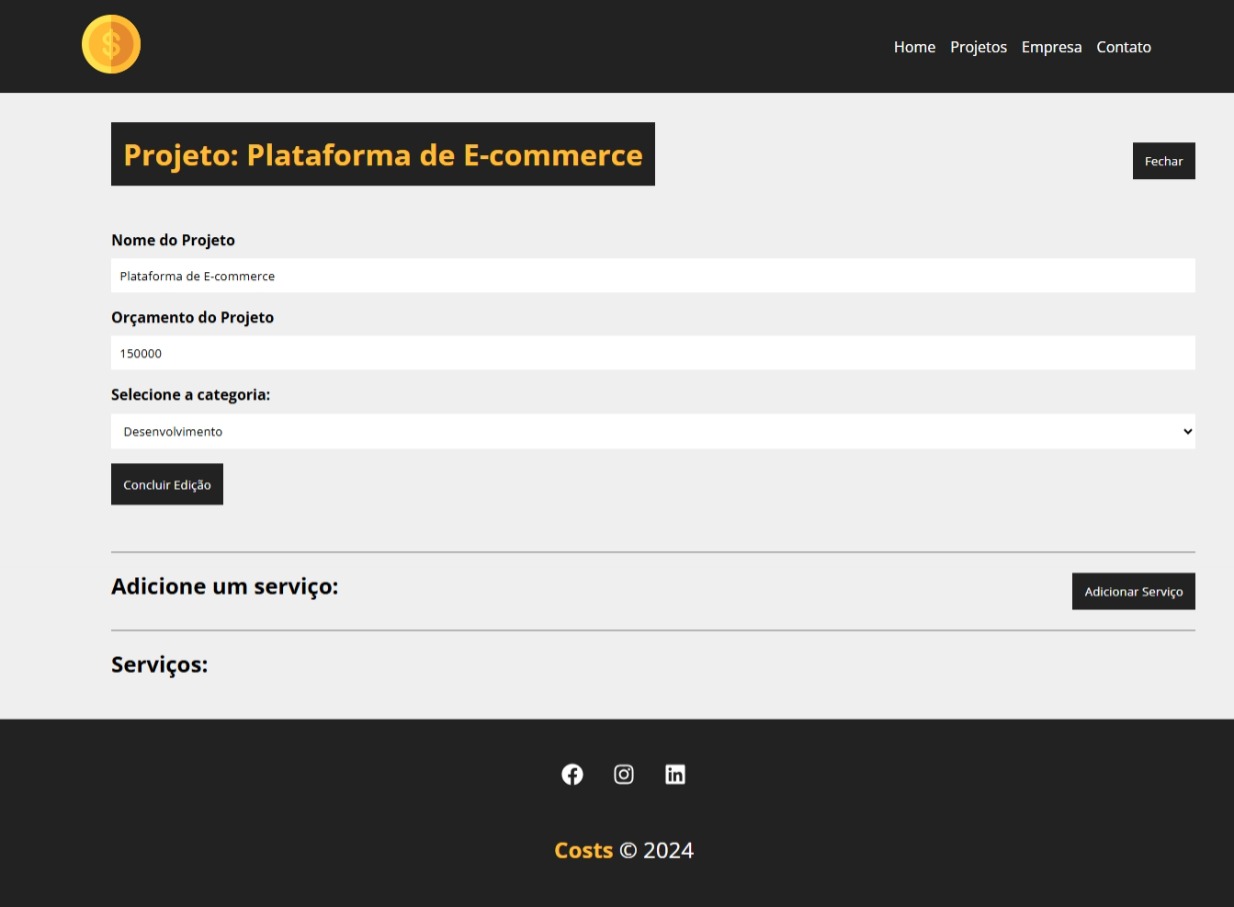 $
Home Projetos Empresa Contato
Projeto: Plataforma de E-commerce
Fechar
Nome do Projeto
Plataforma de E-commerce
Orçamento do Projeto
150000
Selecione a categoria:
Desenvolvimento
Concluir Edição
Adicione um serviço:
Adicionar Serviço
Serviços:
Costs © 2024